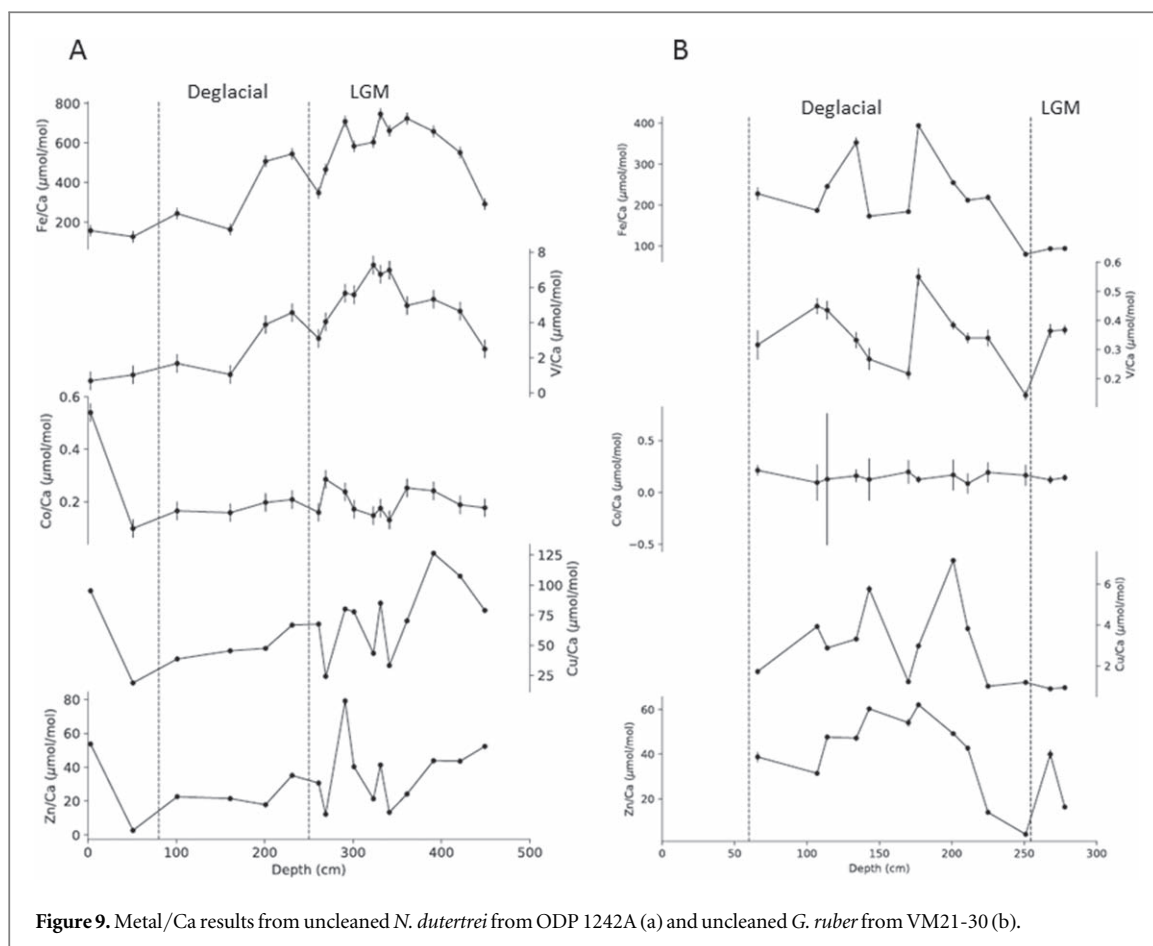 A
Deglacial
LGM
800
600
400
200
Fe/Ca (μmol/mol)
8
6
4
2
0
V/Ca (μmol/mol)
0.6
0.4
0.2
Co/Ca (μmol/mol)
125
100
75
50
25
Cu/Ca (μmol/mol)
80
60
40
20
0
Zn/Ca (μmol/mol)
0 100 200 300 400 500
Depth (cm)
B
Deglacial
LGM
400
300
200
100
Fe/Ca (μmol/mol)
0.6
0.5
0.4
0.3
0.2
V/Ca (μmol/mol)
0.5
0.0
−0.5
Co/Ca (μmol/mol)
6
4
2
Cu/Ca (μmol/mol)
60
40
20
Zn/Ca (μmol/mol)
0 50 100 150 200 250 300
Depth (cm)
Figure 9. Metal/Ca results from uncleaned N. dutertrei from ODP 1242A (a) and uncleaned G. ruber from VM21-30 (b).